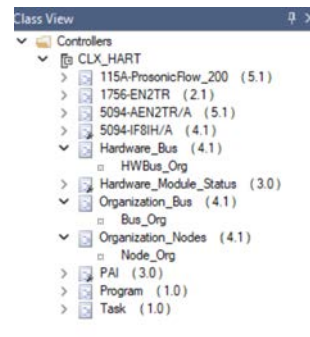 Class View
Controllers
CLX_HART
115A-ProsonicFlow_200 (5.1)
1756-EN2TR (2.1)
5094-AEN2TR/A (5.1)
5094-IF8IH/A (4.1)
Hardware_Bus (4.1)
HWBus_Org
Hardware_Module_Status (3.0)
Organization_Bus (4.1)
Bus_Org
Organization_Nodes (4.1)
Node_Org
PAI (3.0)
Program (1.0)
Task (1.0)